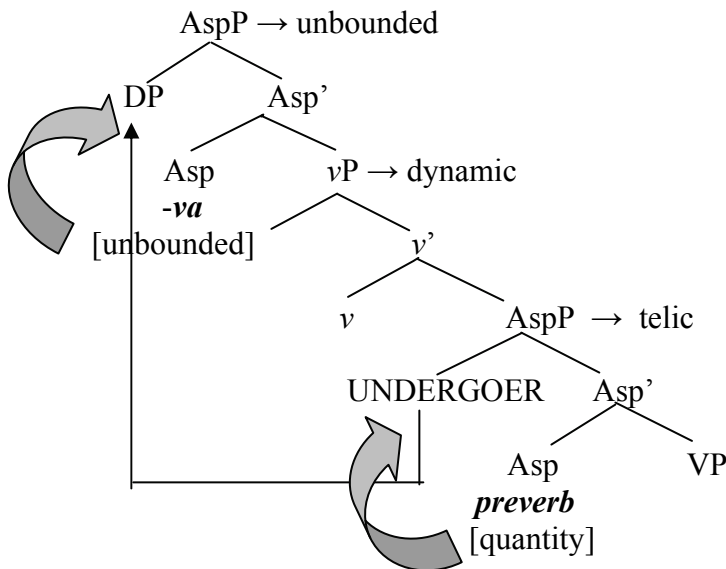 AspP → unbounded
DP Asp’
Asp vP → dynamic
-va
[unbounded] v’
v AspP → telic
UNDERGOER Asp’
Asp VP
preverb
[quantity]